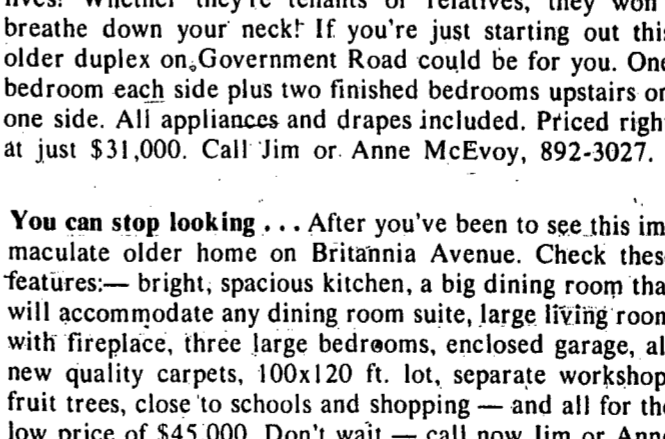 lives! Whether they're tenants or relatives, they won
breathe down your neck! If you're just starting out this
older duplex on Government Road could be for you. One
bedroom each side plus two finished bedrooms upstairs on
one side. All appliances and drapes included. Priced right
at just $31,000. Call Jim or Anne McEvoy, 892-3027.
You can stop looking ... After you've been to see this im
maculate older home on Britannia Avenue. Check thes
features:— bright, spacious kitchen, a big dining room tha
will accommodate any dining room suite, large living room
with fireplace, three large bedrooms, enclosed garage, al
new quality carpets, 100x120 ft. lot, separate workshop
fruit trees, close to schools and shopping — and all for the
low price of $45,000. Don't wait — call now Jim or Anne